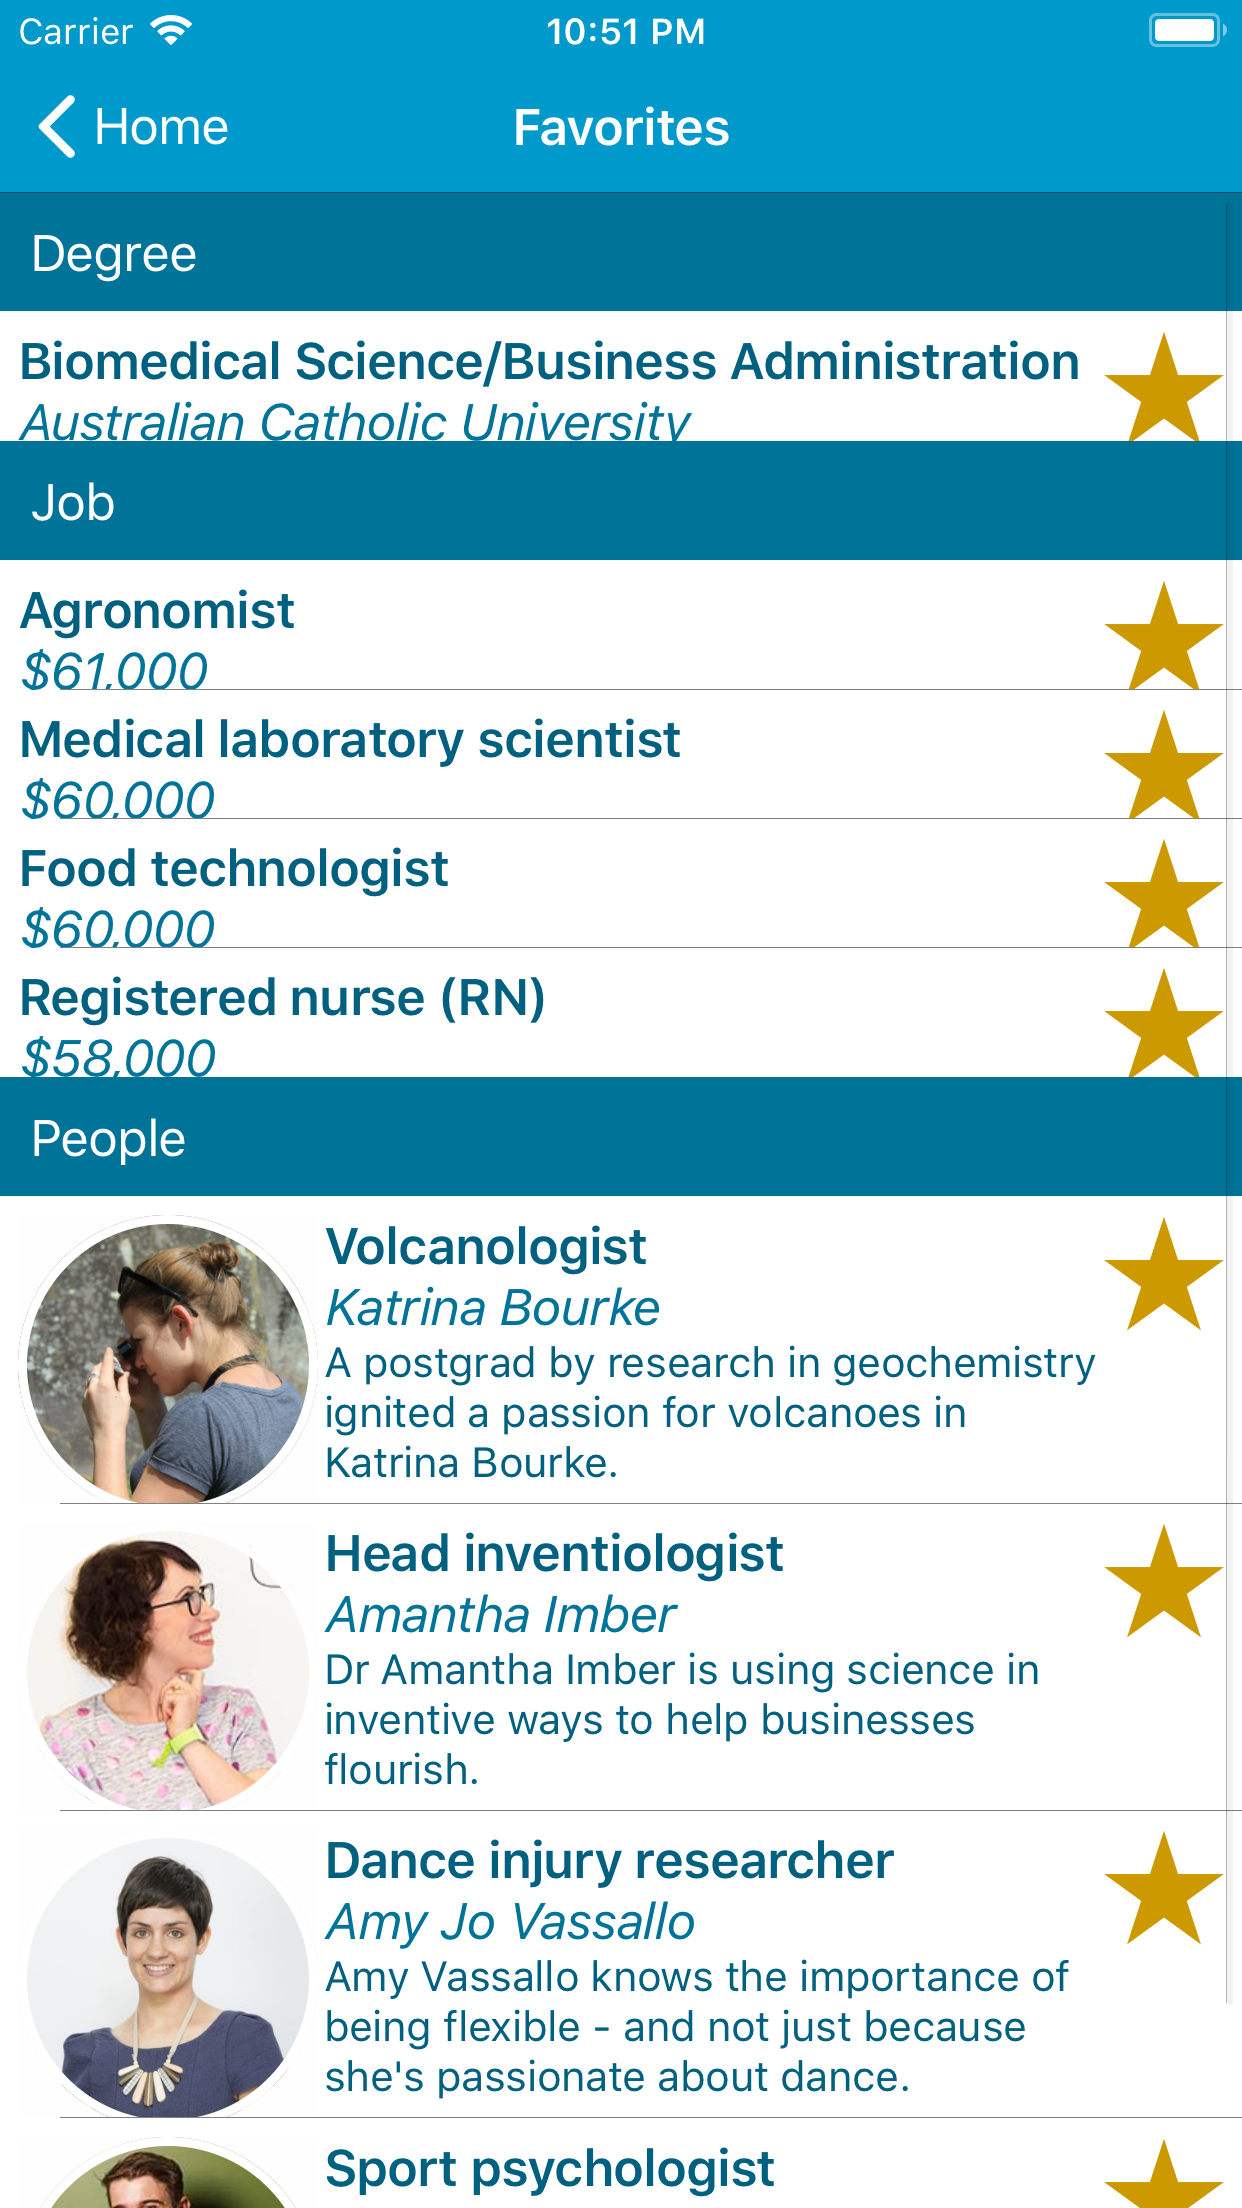 Carrier 10:51 PM
Home Favorites
Degree
Biomedical Science/Business Administration
Australian Catholic University
Job
Agronomist
$61,000
Medical laboratory scientist
$60,000
Food technologist
$60,000
Registered nurse (RN)
$58,000
People
Volcanologist
Katrina Bourke
A postgrad by research in geochemistry
ignited a passion for volcanoes in
Katrina Bourke.
Head inventiologist
Amantha Imber
Dr Amantha Imber is using science in
inventive ways to help businesses
flourish.
Dance injury researcher
Amy Jo Vassallo
Amy Vassallo knows the importance of
being flexible - and not just because
she's passionate about dance.
Sport psychologist